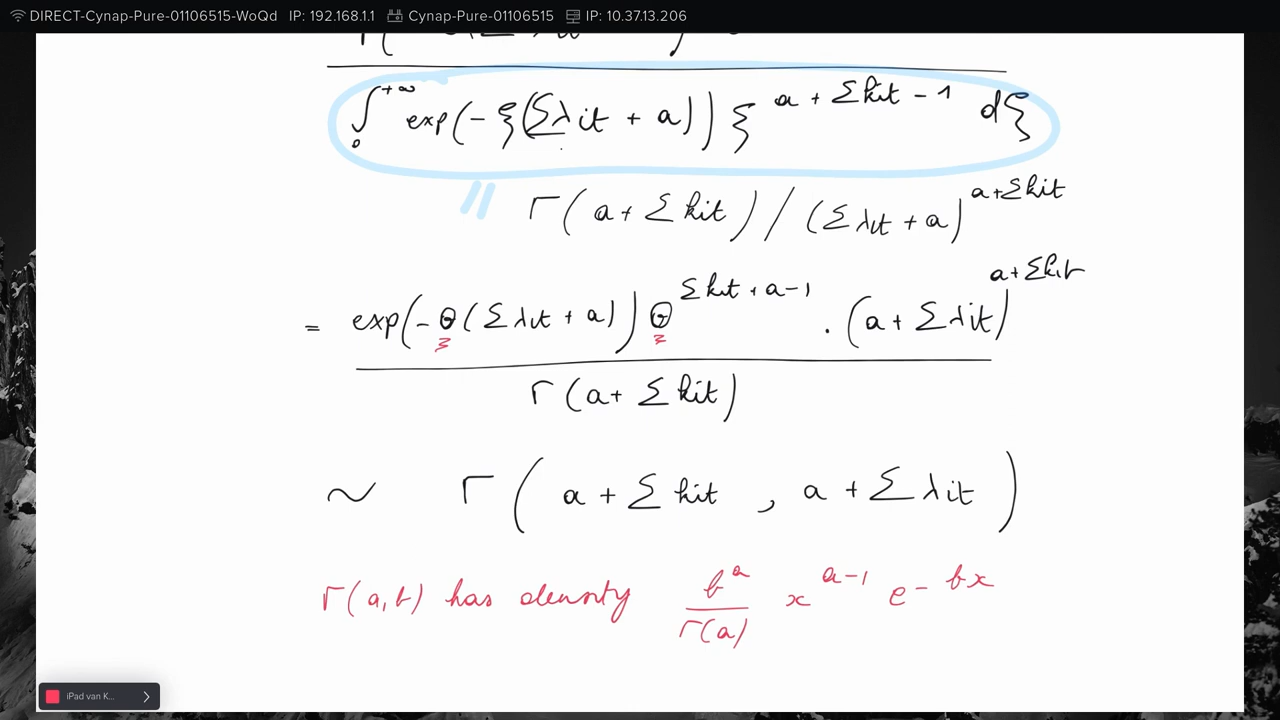 DIRECT-Cynap-Pure-01106515-WoQd IP: 192.168.1.1 Cynap-Pure-01106515 IP: 10.37.13.206
∫₀^{+∞} exp(-ξ(Σλit + a)) ξ^{a + Σkit - 1} dξ
Γ(a + Σkit) / (Σλit + a)^{a+Σkit}
= exp(-θ(Σλit + a)) θ^{Σkit + a-1} . (a + Σλit)^{a+Σkit}
ξ ξ
Γ(a + Σkit)
~ Γ(a + Σkit, a + Σλit)
Γ(a,b) has density b^a / Γ(a) x^{a-1} e^{-bx}
iPad van K...